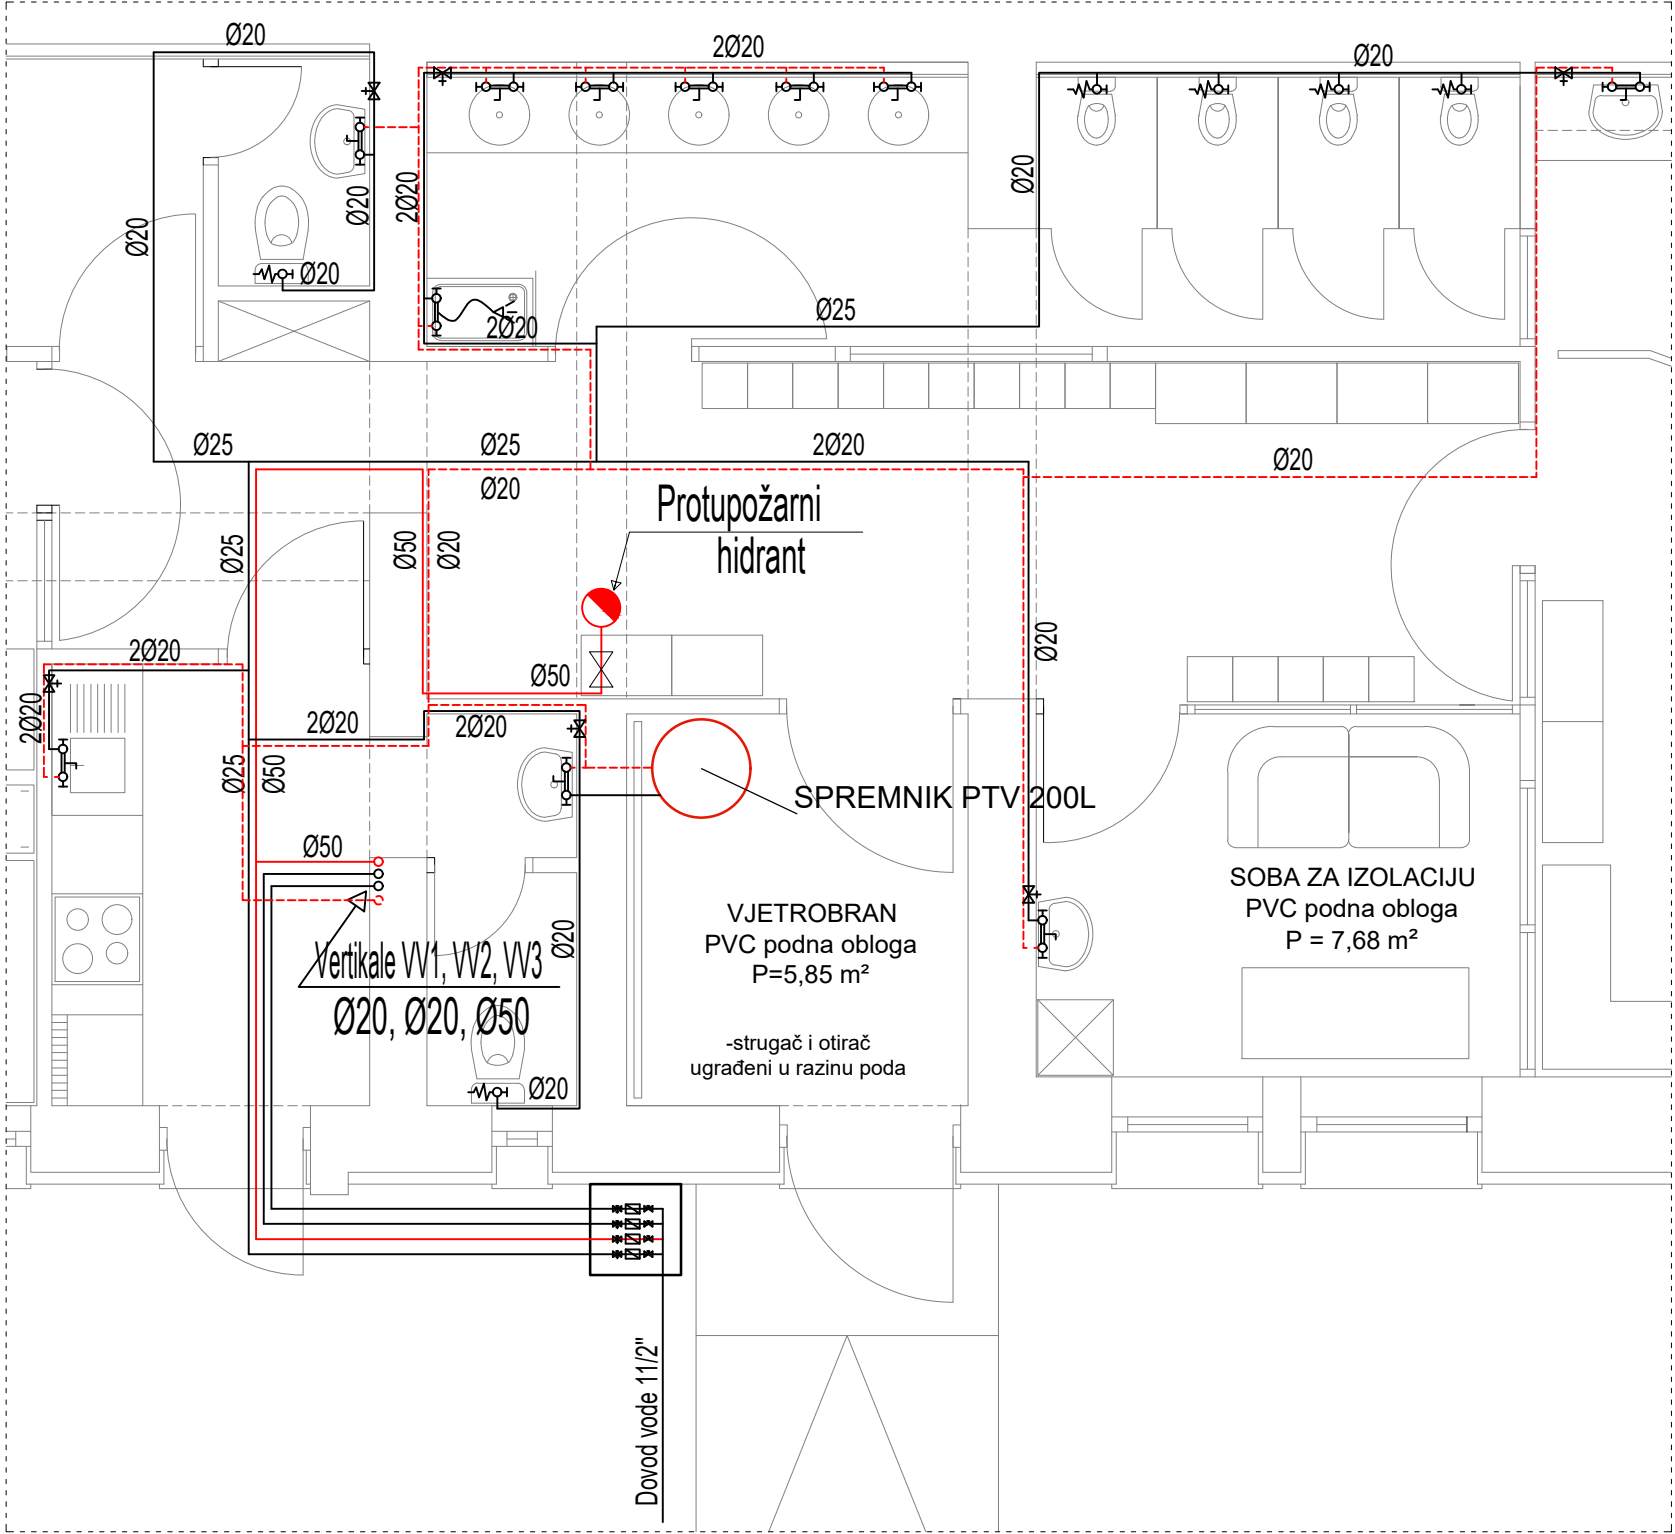 Ø20
2Ø20
Ø20
Ø20
Ø20
2Ø20
Ø20
Ø20
Ø20
2Ø20
Ø25
Ø25
Ø25
2Ø20
Ø20
Ø20
Protupožarni
hidrant
Ø25
Ø50
Ø20
2Ø20
Ø20
Ø50
2Ø20
2Ø20
2Ø20
Ø25
Ø50
SPREMNIK PTV 200L
Ø50
SOBA ZA IZOLACIJU
PVC podna obloga
P = 7,68 m²
VJETROBRAN
PVC podna obloga
P=5,85 m²
Ø20
Vertikale VV1, VV2, VV3
Ø20, Ø20, Ø50
-strugač i otirač
ugrađeni u razinu poda
Ø20
Dovod vode 11/2"